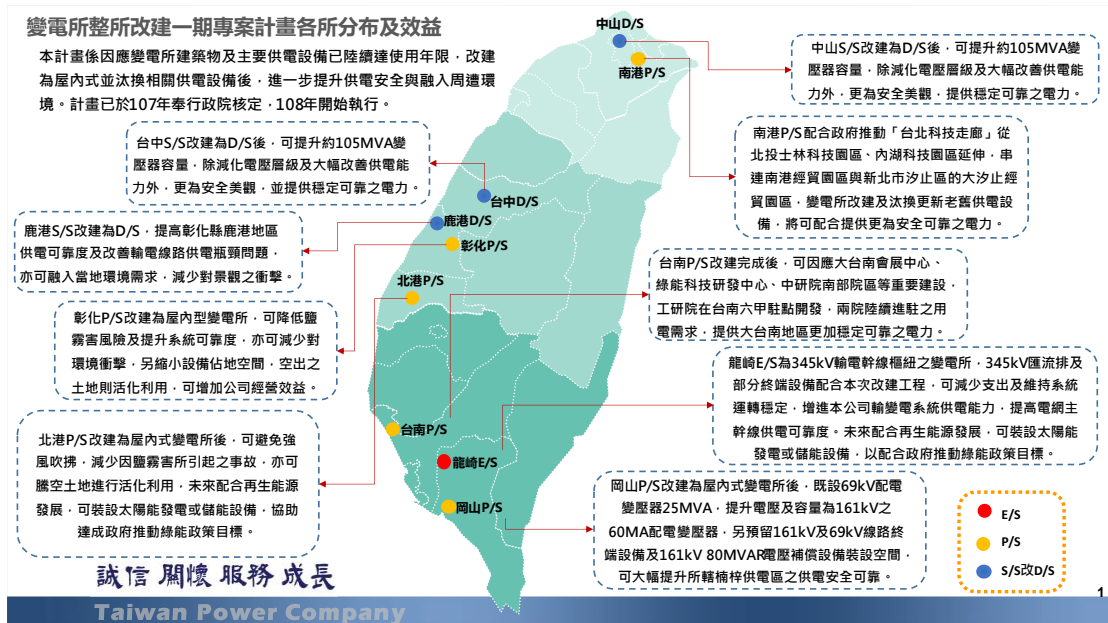 變電所整所改建一期專案計畫各所分布及效益
本計畫係因應變電所建築物及主要供電設備已陸續達使用年限，改建
為屋內式並汰換相關供電設備後，進一步提升供電安全與融入周遭環
境。計畫已於107年奉行政院核定，108年開始執行。
中山D/S
南港P/S
中山S/S改建為D/S後，可提升約105MVA變
壓器容量，除減化電壓層級及大幅改善供電能
力外，更為安全美觀，提供穩定可靠之電力。
台中S/S改建為D/S後，可提升約105MVA變
壓器容量，除減化電壓層級及大幅改善供電能
力外，更為安全美觀，並提供穩定可靠之電力。
南港P/S配合政府推動「台北科技走廊」從
北投士林科技園區、內湖科技園區延伸，串
連南港經貿園區與新北市汐止區的大汐止經
貿園區，變電所改建及汰換更新老舊供電設
備，將可配合提供更為安全可靠之電力。
台中D/S
鹿港D/S
彰化P/S
鹿港S/S改建為D/S，提高彰化縣鹿港地區
供電可靠度及改善輸電線路供電瓶頸問題，
亦可融入當地環境需求，減少對景觀之衝擊。
北港P/S
台南P/S改建完成後，可因應大台南會展中心、
綠能科技研發中心、中研院南部院區等重要建設，
工研院在台南六甲駐點開發，兩院陸續進駐之用
電需求，提供大台南地區更加穩定可靠之電力。
彰化P/S改建為屋內型變電所，可降低鹽
霧害風險及提升系統可靠度，亦可減少對
環境衝擊，另縮小設備佔地空間，空出之
土地則活化利用，可增加公司經營效益。
龍崎E/S為345kV輸電幹線樞紐之變電所，345kV匯流排及
部分終端設備配合本次改建工程，可減少支出及維持系統
運轉穩定，增進本公司輸變電系統供電能力，提高電網主
幹線供電可靠度。未來配合再生能源發展，可裝設太陽能
發電或儲能設備，以配合政府推動綠能政策目標。
台南P/S
龍崎E/S
岡山P/S
北港P/S改建為屋內式變電所後，可避免強
風吹拂，減少因鹽霧害所引起之事故，亦可
騰空土地進行活化利用，未來配合再生能源
發展，可裝設太陽能發電或儲能設備，協助
達成政府推動綠能政策目標。
岡山P/S改建為屋內式變電所後，既設69kV配電
變壓器25MVA，提升電壓及容量為161kV之
60MA配電變壓器，另預留161kV及69kV線路終
端設備及161kV 80MVAR電壓補償設備裝設空間，
可大幅提升所轄楠梓供電區之供電安全可靠。
E/S
P/S
S/S改D/S
誠信 關懷 服務 成長
Taiwan Power Company
1